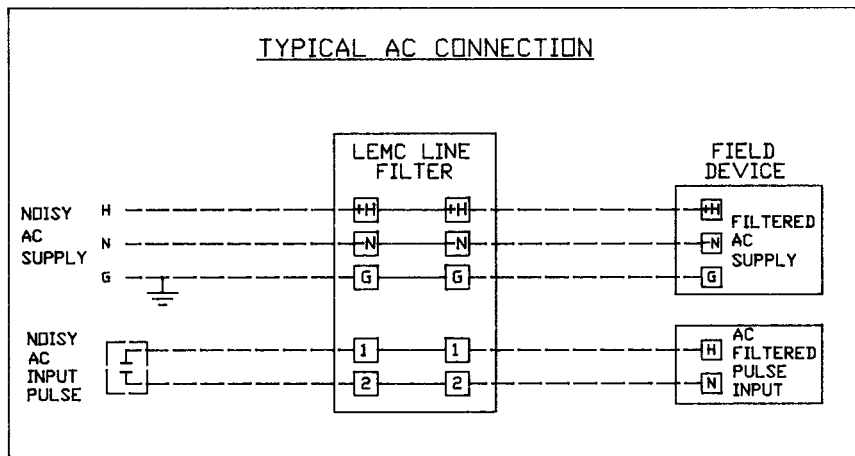 TYPICAL AC CONNECTION
LEMC LINE
FILTER
FIELD
DEVICE
NOISY
AC
SUPPLY
H
N
G
+H
+H
+H
-N
-N
-N
G
G
G
FILTERED
AC
SUPPLY
NOISY
AC
INPUT
PULSE
1
1
2
2
H
N
AC
FILTERED
PULSE
INPUT